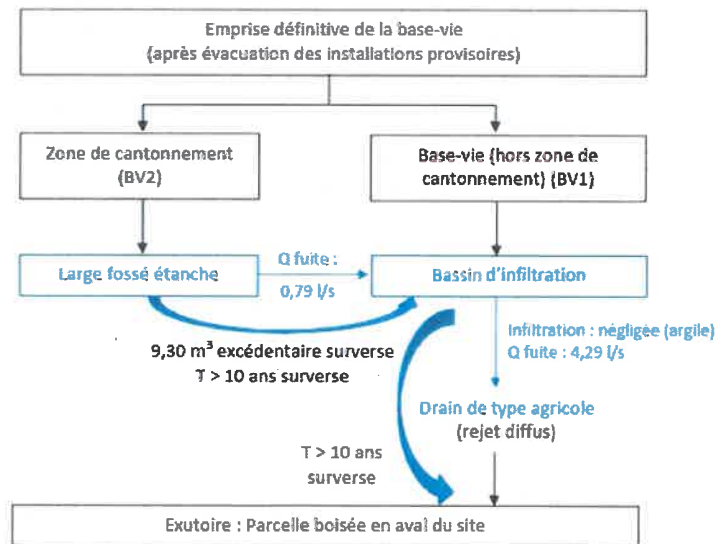 Emprise définitive de la base-vie
(après évacuation des installations provisoires)
Zone de cantonnement
(BV2)
Base-vie (hors zone de
cantonnement) (BV1)
Large fossé étanche
Q fuite :
0,79 l/s
Bassin d'infiltration
9,30 m³ excédentaire surverse
T > 10 ans surverse
Infiltration : négligée (argile)
Q fuite : 4,29 l/s
Drain de type agricole
(rejet diffus)
T > 10 ans
surverse
Exutoire : Parcelle boisée en aval du site